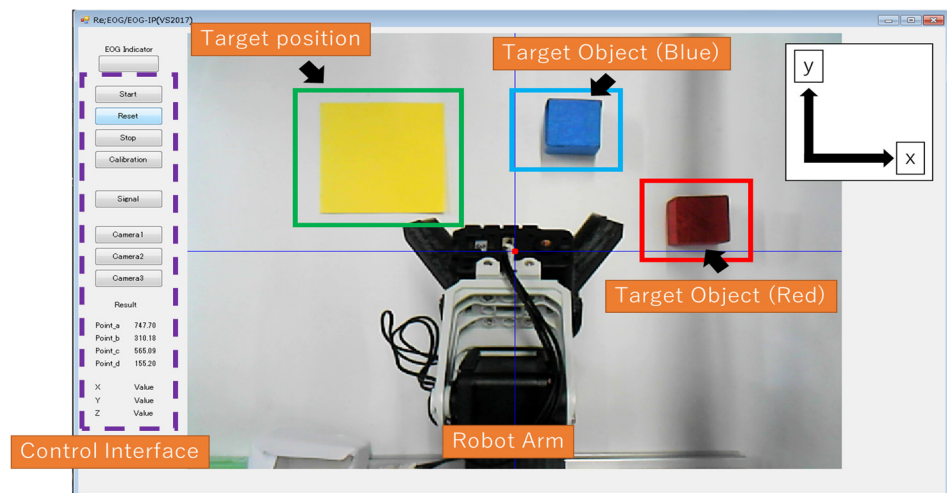 Re;EOG/EOG-IP(VS2017)
EOG Indicator
Start
Reset
Stop
Calibration
Signal
Camera1
Camera2
Camera3
Result
Point_a 747.70
Point_b 310.18
Point_c 565.09
Point_d 155.20
X Value
Y Value
Z Value
Control Interface
Target position
Target Object (Blue)
y
x
Target Object (Red)
Robot Arm